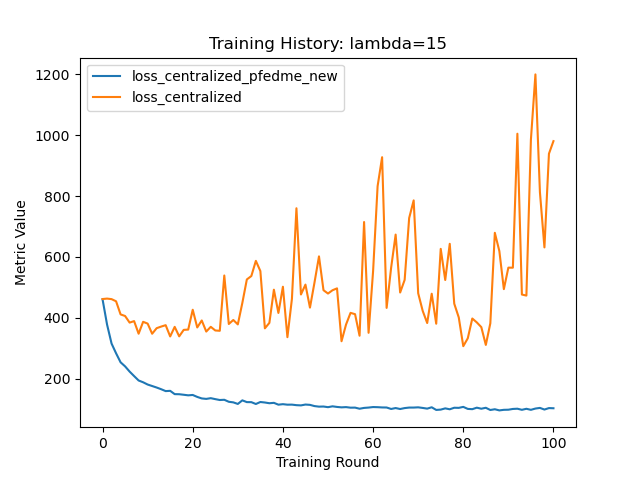 Training History: lambda=15
loss_centralized_pfedme_new
loss_centralized
1200
1000
800
600
400
200
Metric Value
0
20
40
60
80
100
Training Round